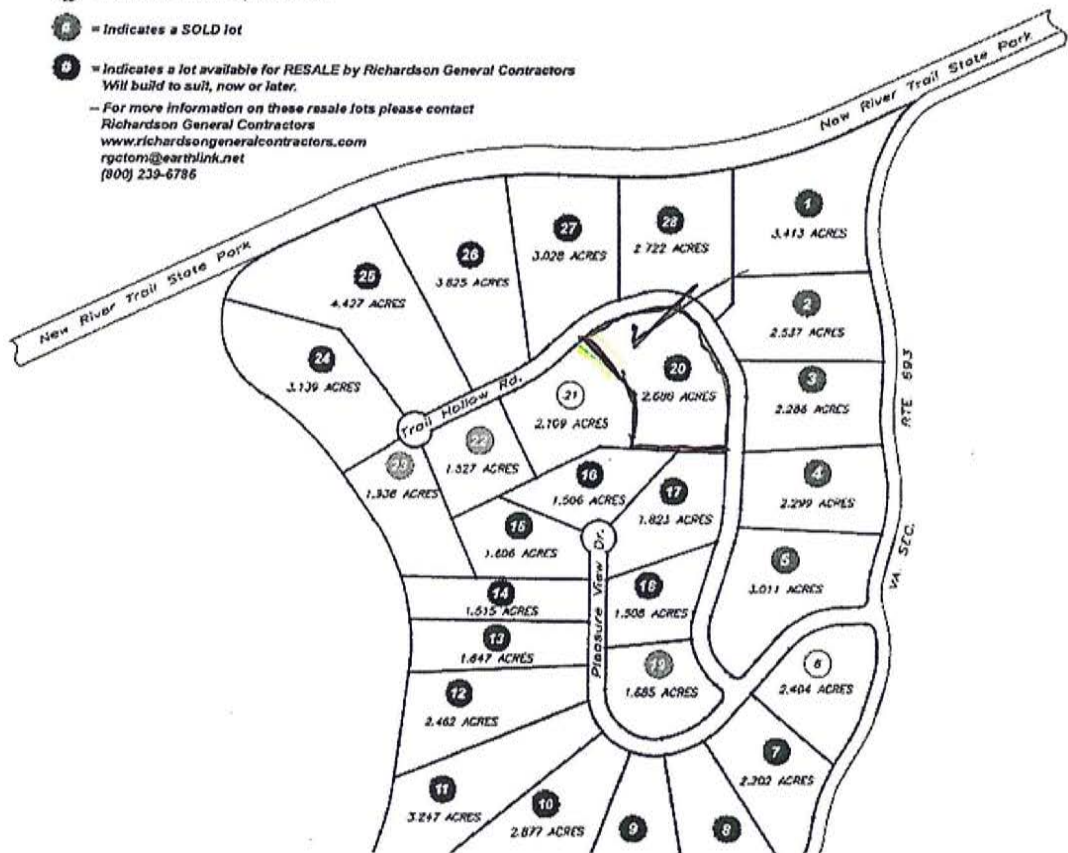 = Indicates a SOLD lot
= Indicates a lot available for RESALE by Richardson General Contractors
Will build to suit, now or later.
-- For more information on these resale lots please contact
Richardson General Contractors
www.richardsongeneralcontractors.com
rgctom@earthlink.net
(800) 239-6786
New River Trail State Park
New River Trail State Park
1
3.413 ACRES
28
2.722 ACRES
27
3.028 ACRES
26
3.825 ACRES
25
4.427 ACRES
2
2.537 ACRES
24
3.139 ACRES
20
2.688 ACRES
3
2.286 ACRES
RTE 693
21
2.109 ACRES
Trail Hollow Rd.
22
1.327 ACRES
23
1.336 ACRES
16
1.506 ACRES
17
1.823 ACRES
4
2.299 ACRES
15
1.606 ACRES
Pleasure View Dr.
VA. SEC.
5
3.011 ACRES
14
1.515 ACRES
18
1.508 ACRES
13
1.647 ACRES
19
1.685 ACRES
6
2.404 ACRES
12
2.462 ACRES
7
2.302 ACRES
11
3.247 ACRES
10
2.877 ACRES
9
8